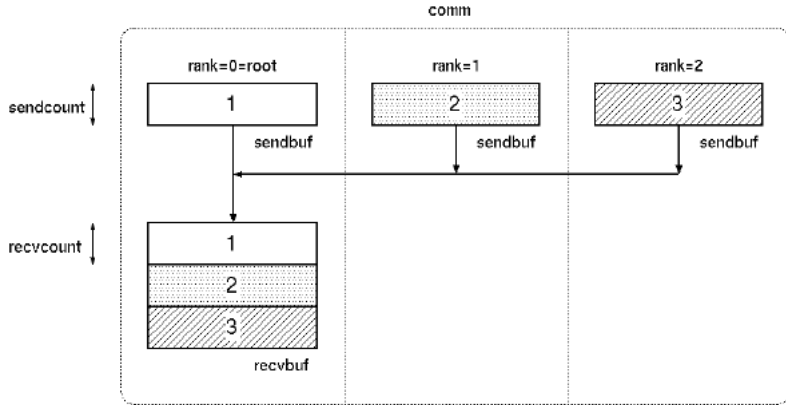 comm
rank=0=root
rank=1
rank=2
sendcount
1
2
3
sendbuf
sendbuf
sendbuf
recvcount
1
2
3
recvbuf